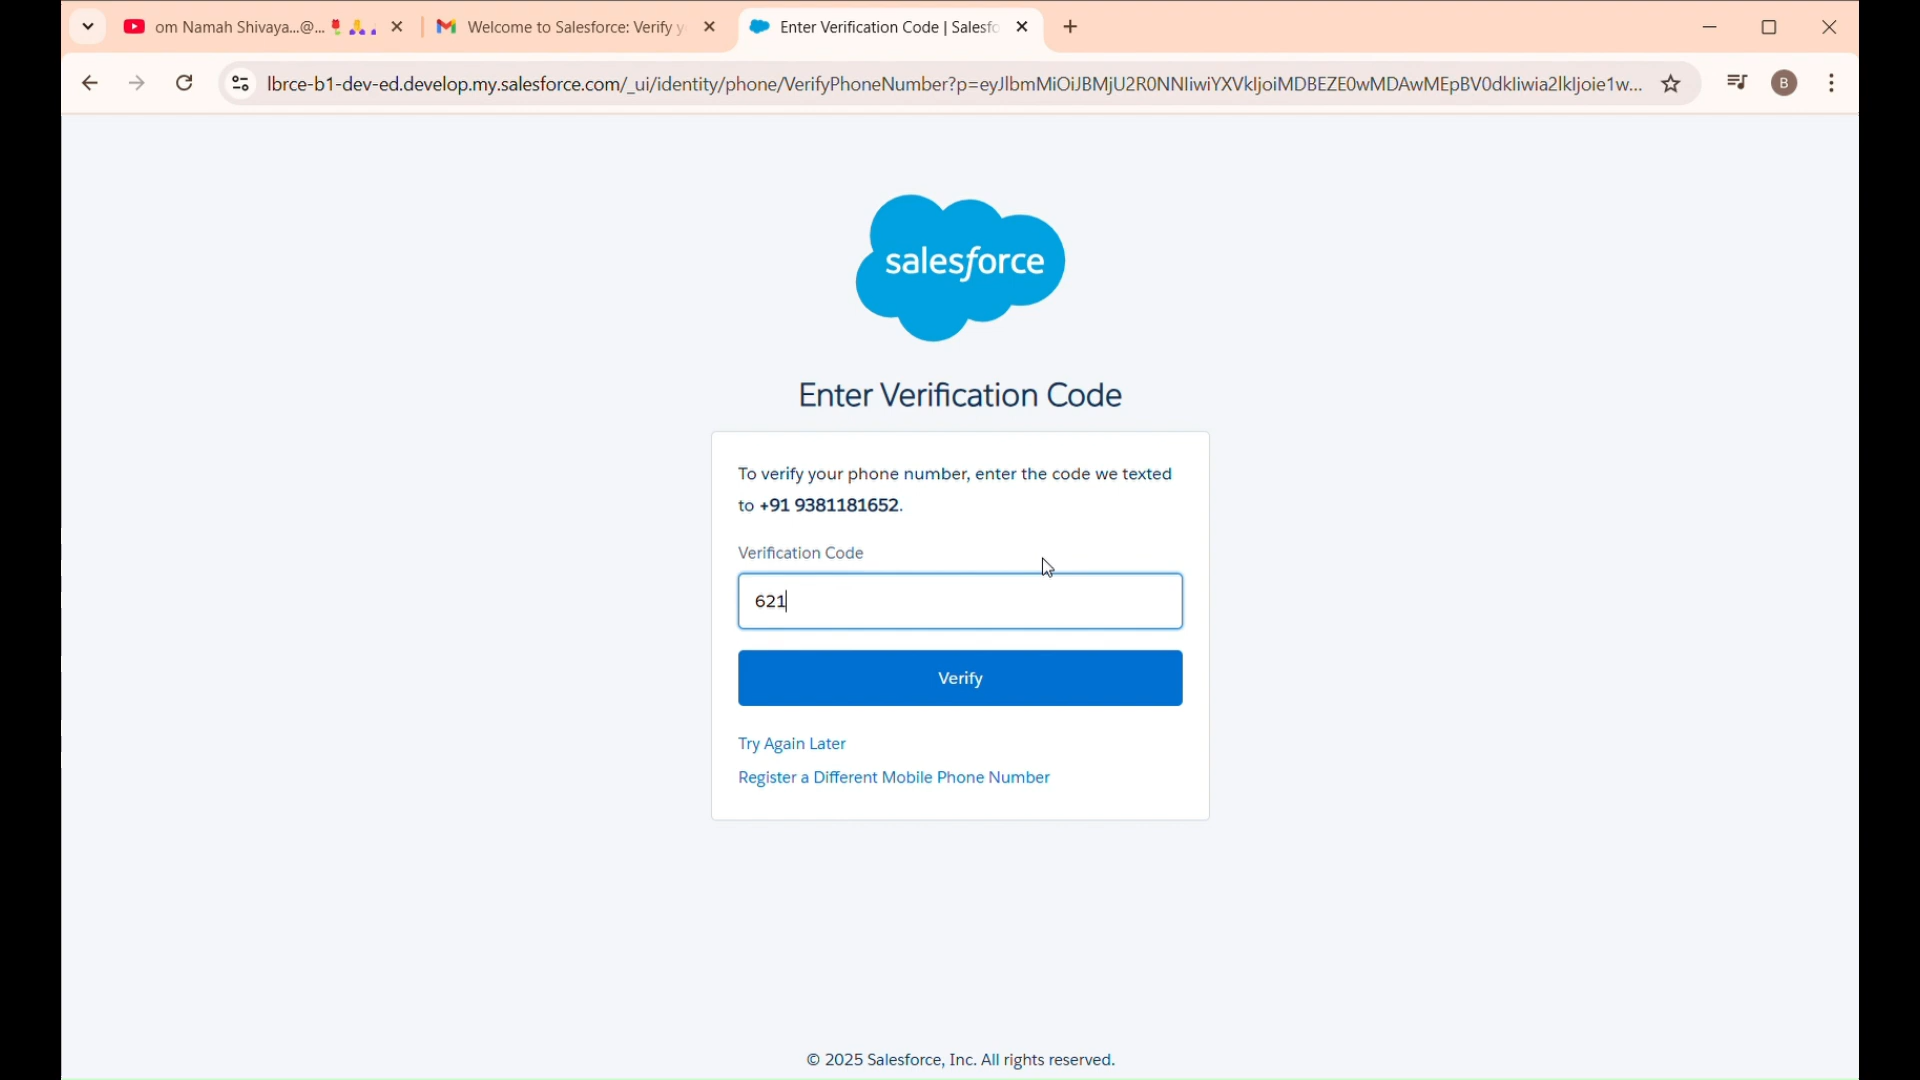 om Namah Shivaya...@...
Welcome to Salesforce: Verify y
Enter Verification Code | Salesfo
lbrce-b1-dev-ed.develop.my.salesforce.com/_ui/identity/phone/VerifyPhoneNumber?p=eyJlbmMiOiJBMjU2R0NNIiwiYXVkIjoiMDBEZE0wMDAwMEpBV0dkIiwia2lkIjoie1w...
B
salesforce
Enter Verification Code
To verify your phone number, enter the code we texted
to +91 9381181652.
Verification Code
621
Verify
Try Again Later
Register a Different Mobile Phone Number
© 2025 Salesforce, Inc. All rights reserved.